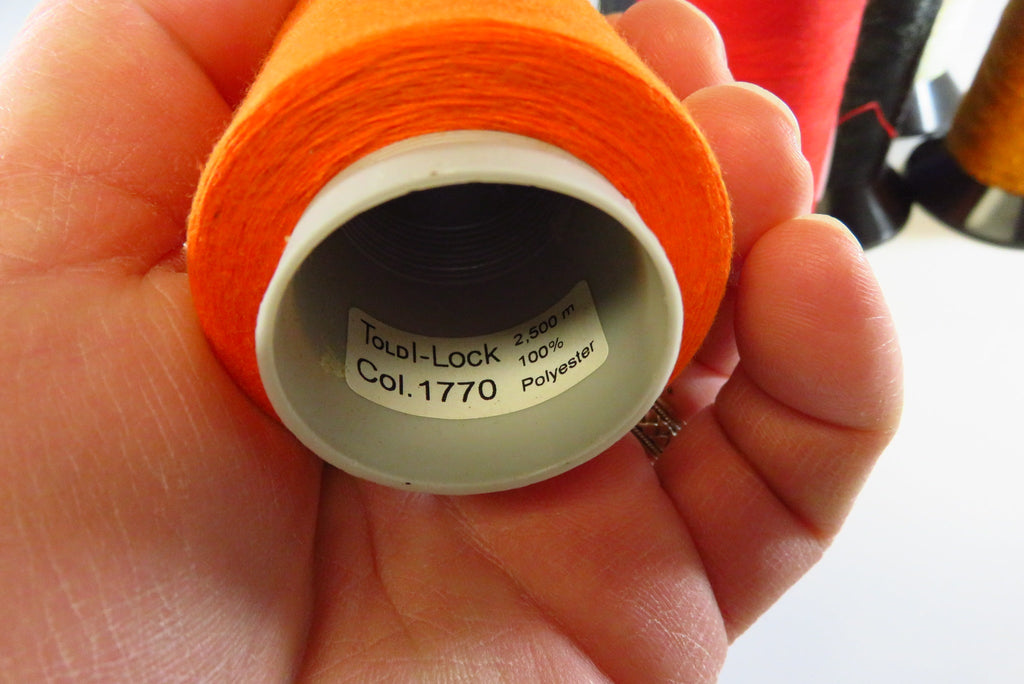 TOLDI-LOCK
Col.1770
2,500 m
100%
Polyester